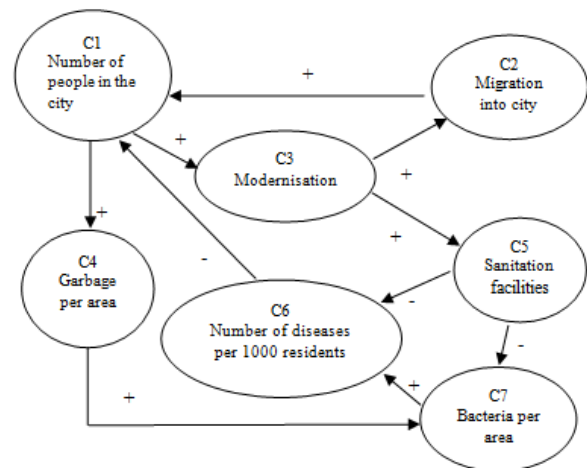 C1
Number of
people in the
city
C2
Migration
into city
+
+
C3
Modernisation
+
+
+
C4
Garbage
per area
-
C5
Sanitation
facilities
C6
Number of diseases
per 1000 residents
-
-
+
+
C7
Bacteria per
area